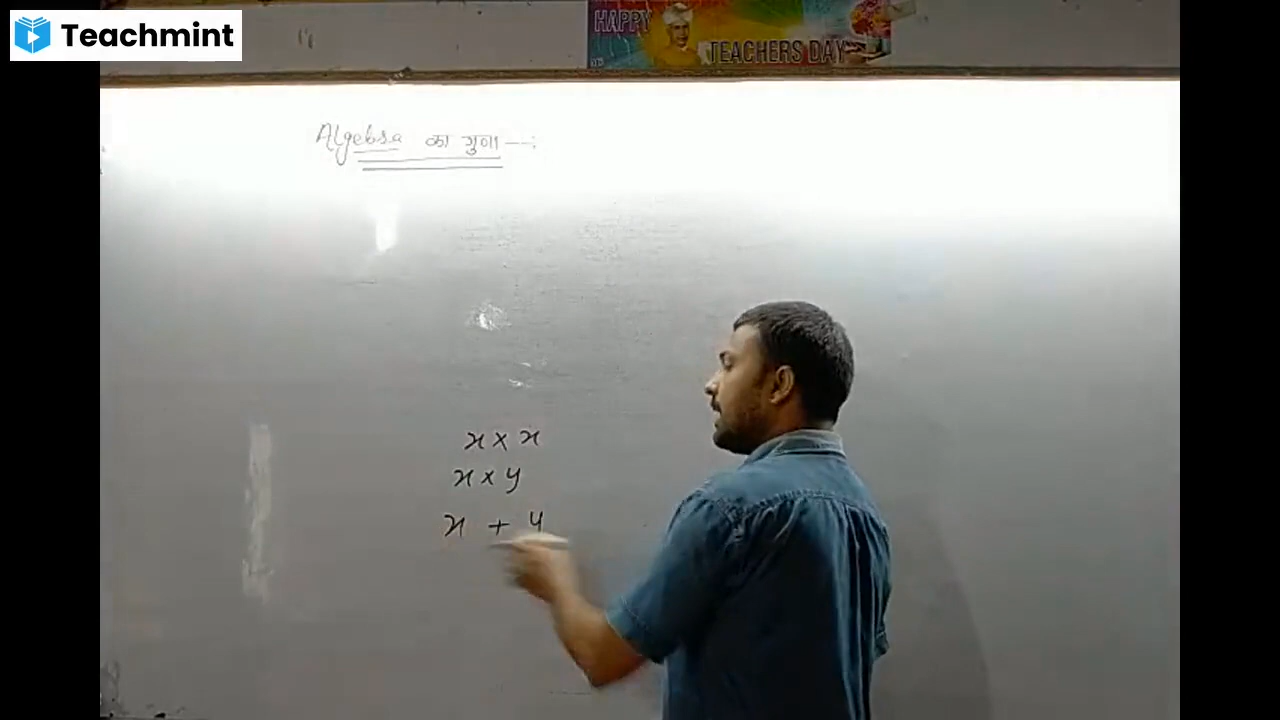 Teachmint
HAPPY
TEACHERS DAY
Algebra का गुणा —:
x × x
x × y
x + y